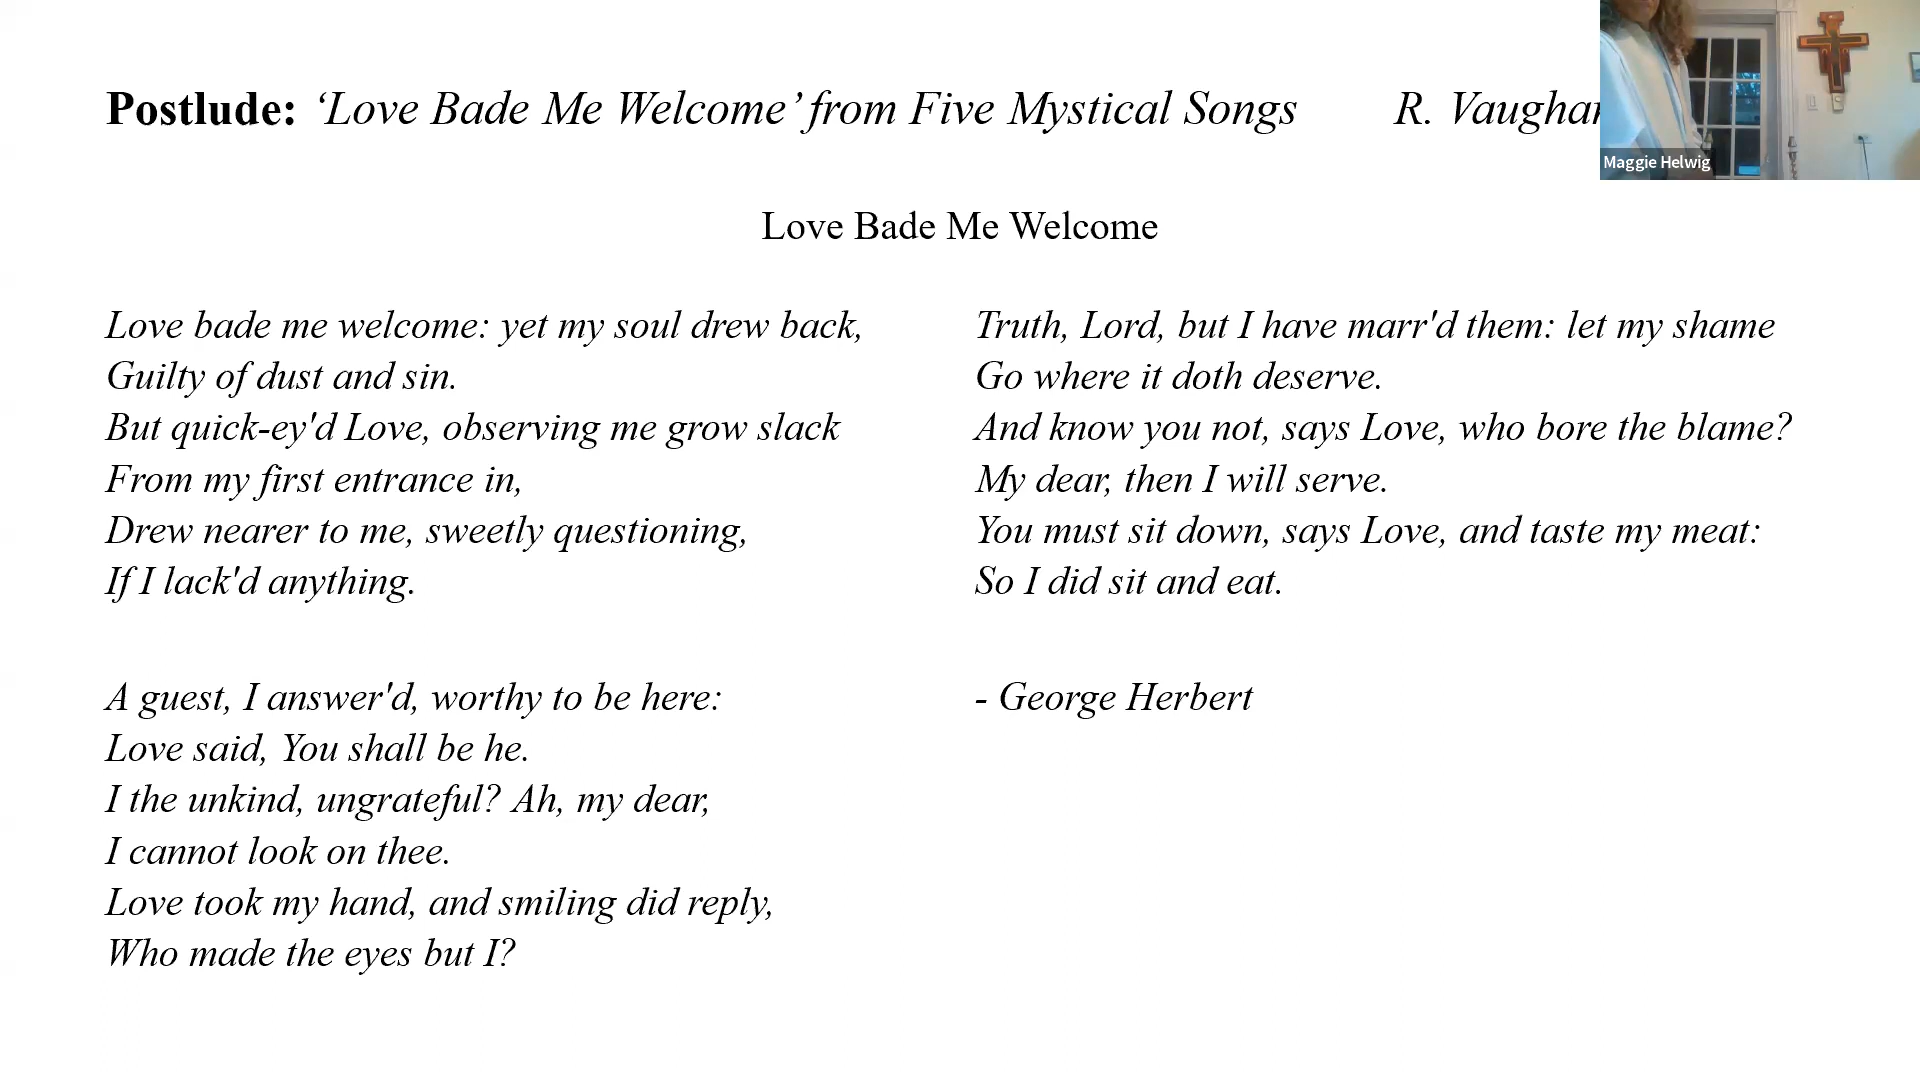 Postlude: ‘Love Bade Me Welcome’ from Five Mystical Songs R. Vaughan
Maggie Helwig
Love Bade Me Welcome
Love bade me welcome: yet my soul drew back,
Guilty of dust and sin.
But quick-ey'd Love, observing me grow slack
From my first entrance in,
Drew nearer to me, sweetly questioning,
If I lack'd anything.
A guest, I answer'd, worthy to be here:
Love said, You shall be he.
I the unkind, ungrateful? Ah, my dear,
I cannot look on thee.
Love took my hand, and smiling did reply,
Who made the eyes but I?
Truth, Lord, but I have marr'd them: let my shame
Go where it doth deserve.
And know you not, says Love, who bore the blame?
My dear, then I will serve.
You must sit down, says Love, and taste my meat:
So I did sit and eat.
- George Herbert